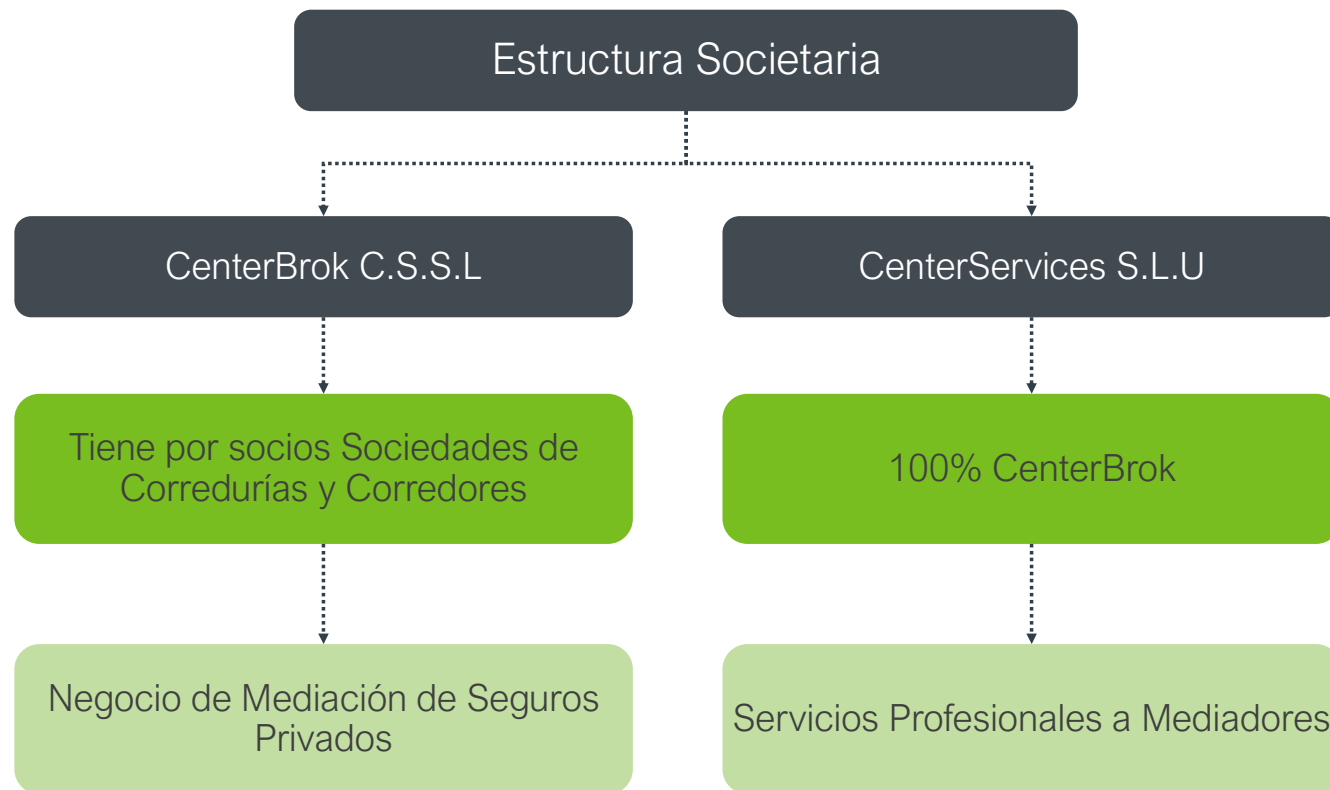 Estructura Societaria
CenterBrok C.S.S.L
CenterServices S.L.U
Tiene por socios Sociedades de
Corredurías y Corredores
100% CenterBrok
Negocio de Mediación de Seguros
Privados
Servicios Profesionales a Mediadores